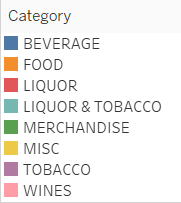 Category
BEVERAGE
FOOD
LIQUOR
LIQUOR & TOBACCO
MERCHANDISE
MISC
TOBACCO
WINES